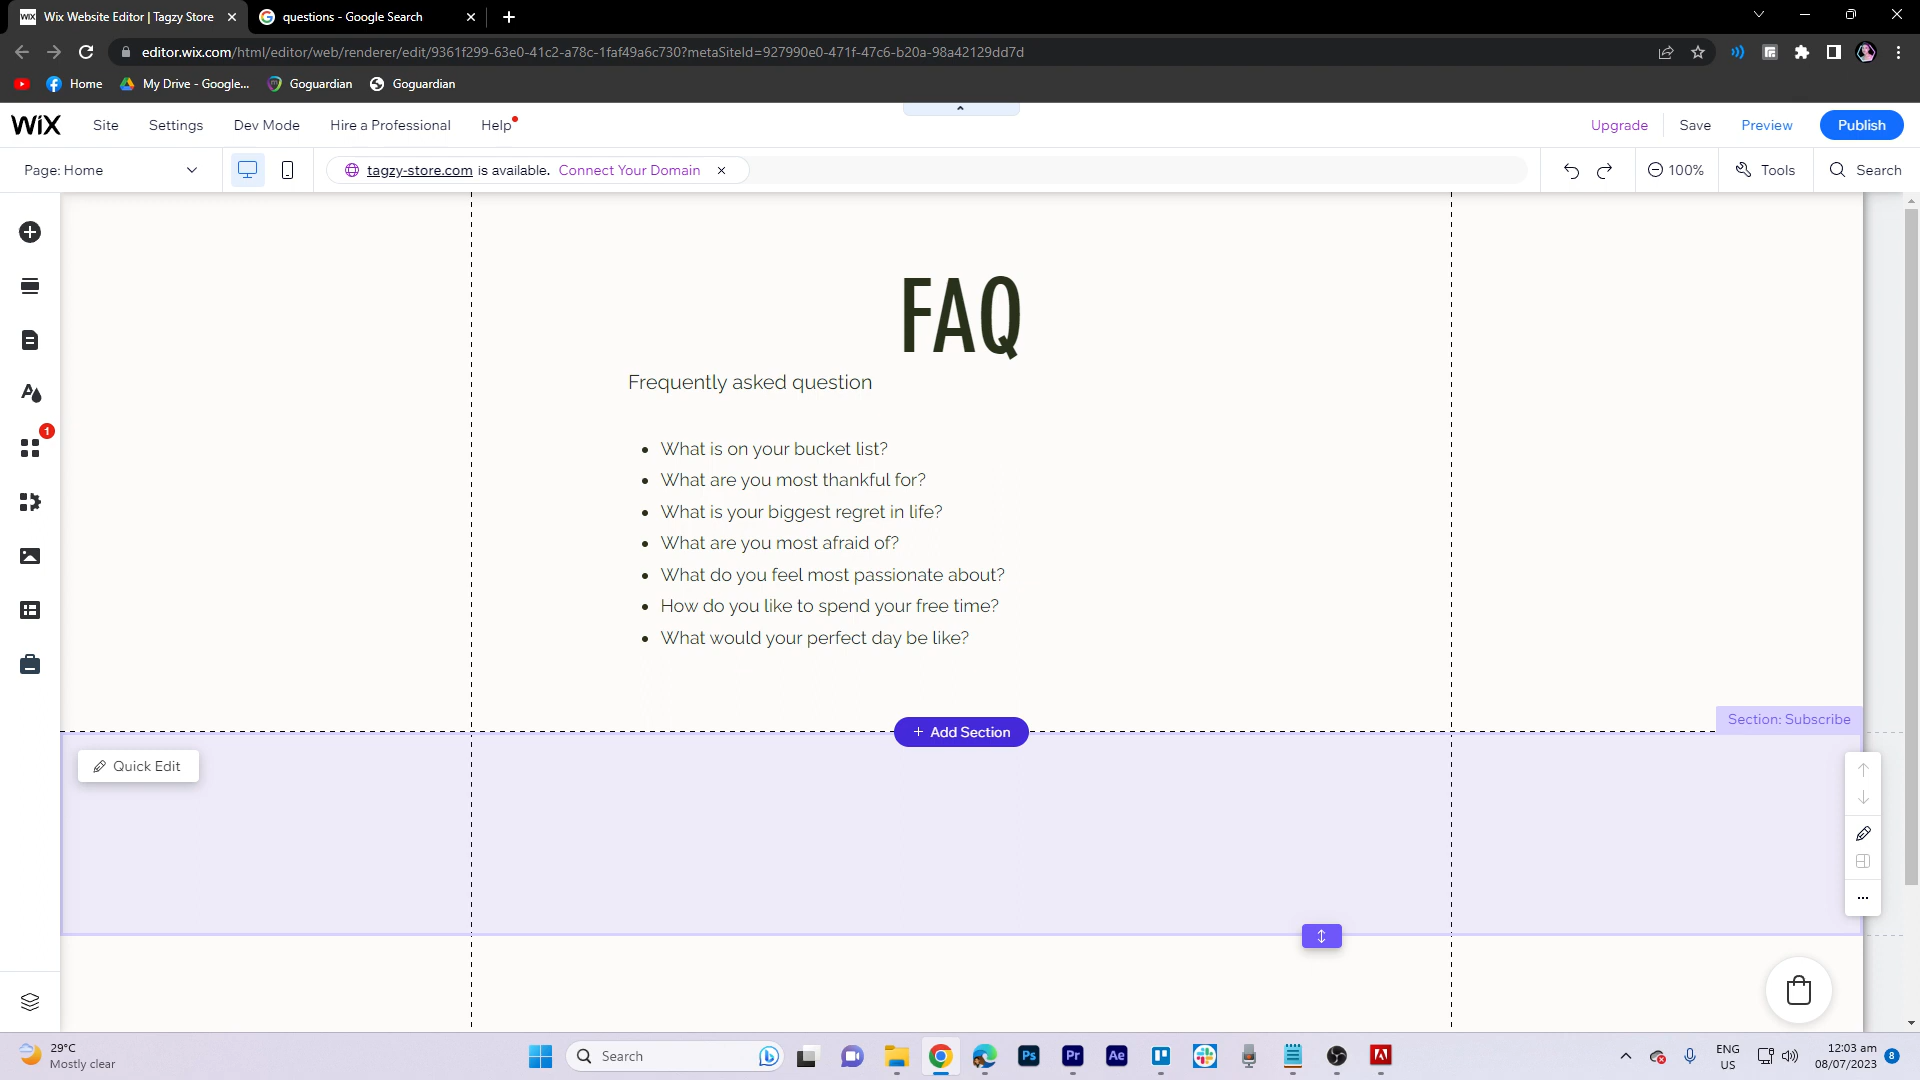 Wix Website Editor | Tagzy Store
questions - Google Search
editor.wix.com/html/editor/web/renderer/edit/9361f299-63e0-41c2-a78c-1faf49a6c730?metaSiteId=927990e0-471f-47c6-b20a-98a42129dd7d
Home
My Drive - Google...
Goguardian
Goguardian
WIX
Site
Settings
Dev Mode
Hire a Professional
Help
Upgrade
Save
Preview
Publish
Page: Home
tagzy-store.com is available. Connect Your Domain
100%
Tools
Search
1
FAQ
Frequently asked question
• What is on your bucket list?
• What are you most thankful for?
• What is your biggest regret in life?
• What are you most afraid of?
• What do you feel most passionate about?
• How do you like to spend your free time?
• What would your perfect day be like?
Section: Subscribe
+ Add Section
Quick Edit
29°C
Mostly clear
Search
Ps
Pr
Ae
ENG
US
12:03 am
08/07/2023
8